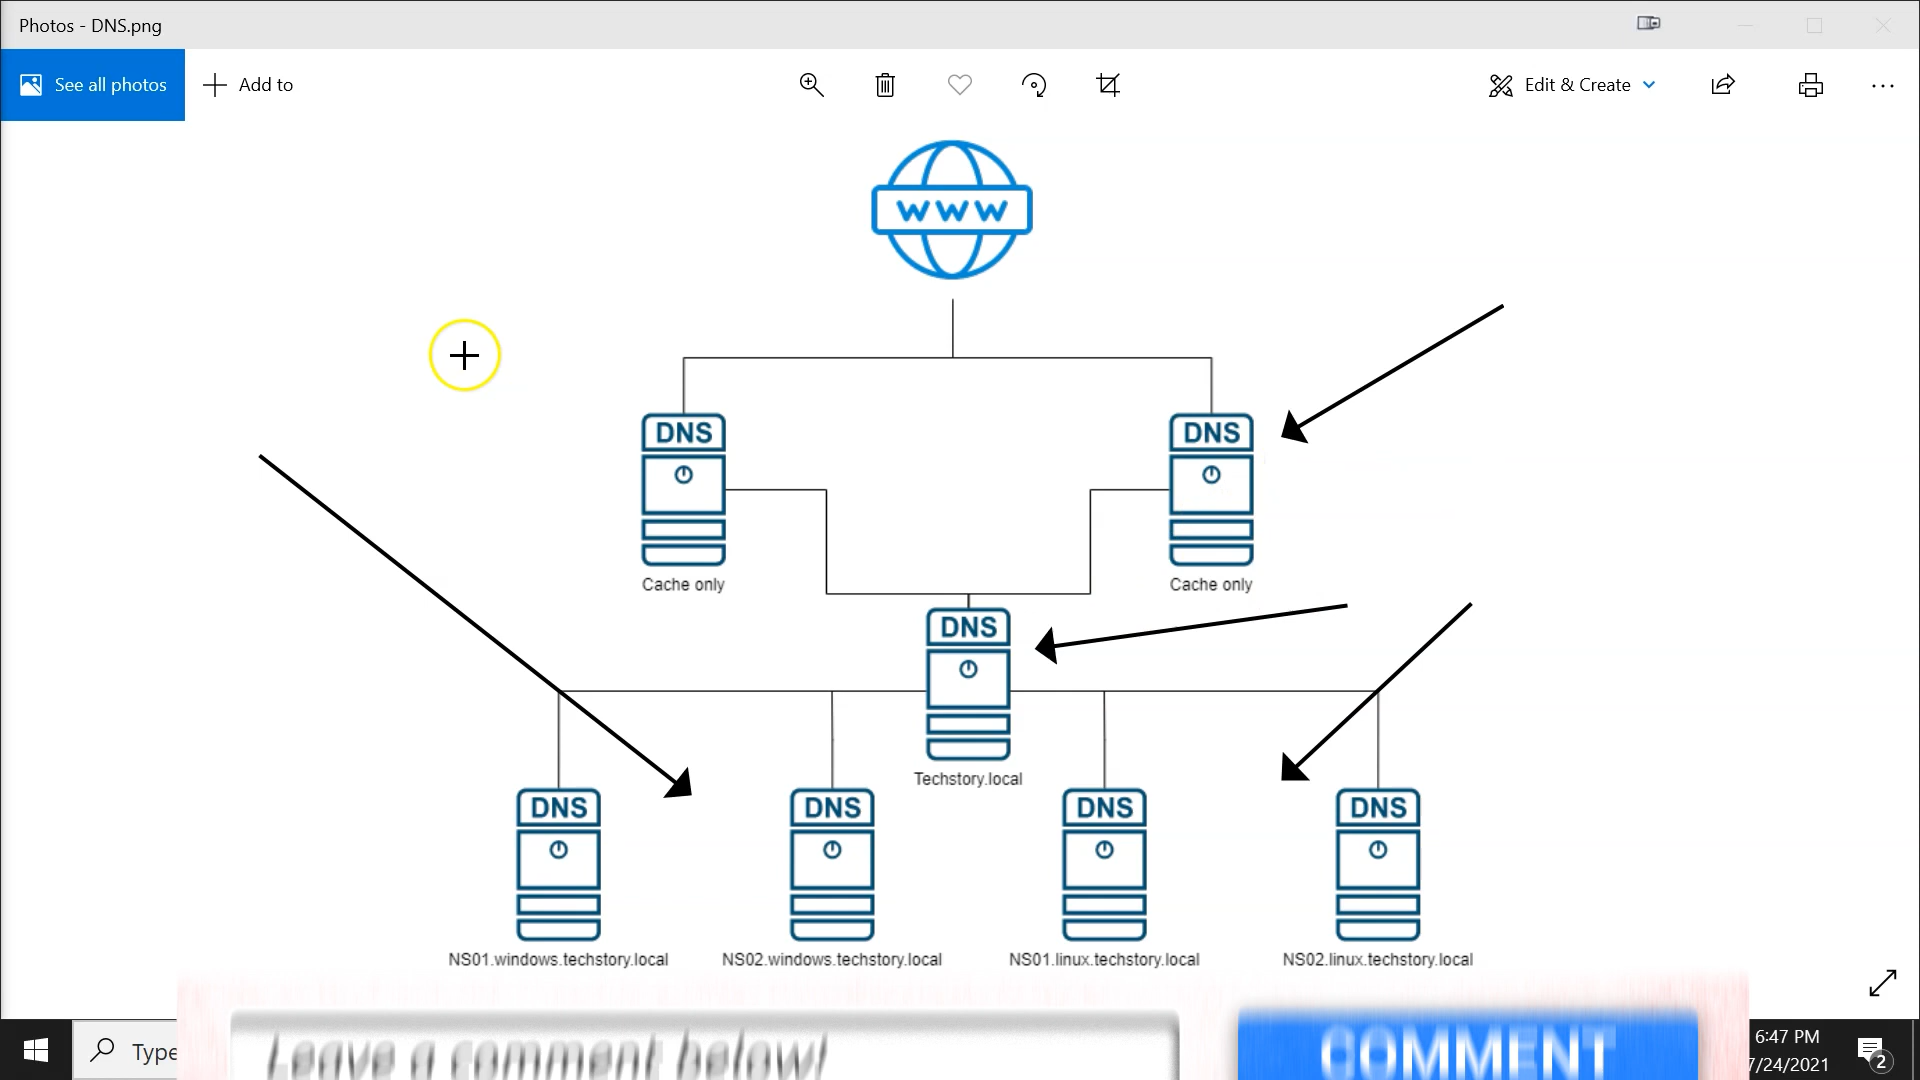 Photos - DNS.png
See all photos
Add to
Edit & Create
WWW
DNS
DNS
Cache only
Cache only
DNS
Techstory.local
DNS
DNS
DNS
DNS
NS01.windows.techstory.local
NS02.windows.techstory.local
NS01.linux.techstory.local
NS02.linux.techstory.local
Leave a comment below!
COMMENT
Type
6:47 PM
7/24/2021
2